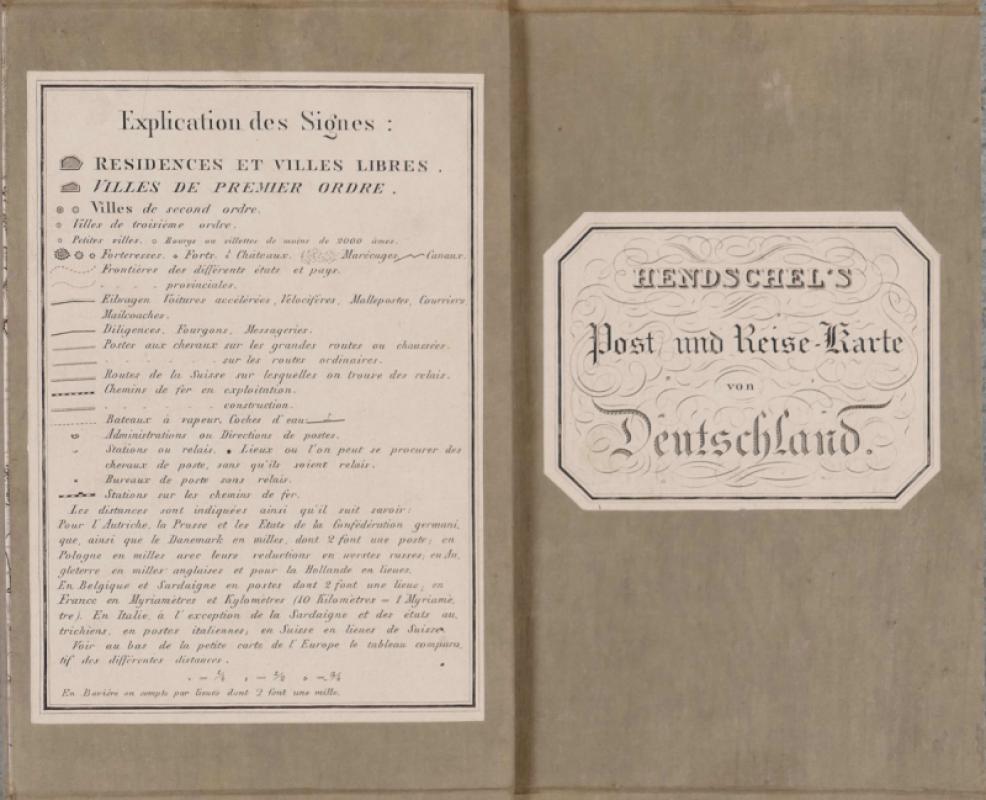 Explication des Signes :
RESIDENCES ET VILLES LIBRES .
VILLES DE PREMIER ORDRE .
Villes de second ordre.
Villes de troisième ordre.
Petites villes. Bourgs ou villettes de moins de 2000 âmes.
Forteresses. Forts. Châteaux. Marécages. Canaux.
Frontières des différents états et pays.
. . . . provinciales.
Eilwagen Voitures accélérées, Vélocifères, Mallepostes, Courriers,
Mailcoaches.
Diligences, Fourgons, Messageries.
Postes aux chevaux sur les grandes routes ou chaussées.
. . . . . . sur les routes ordinaires.
Routes de la Suisse sur lesquelles on trouve des relais.
Chemins de fer en exploitation.
. . . . . construction.
Bateaux à vapeur, Coches d'eau
Administrations ou Directions de postes.
Stations ou relais. Lieux ou l'on peut se procurer des
chevaux de poste, sans qu'ils soient relais.
Bureaux de poste sans relais.
Stations sur les chemins de fer.
Les distances sont indiquées ainsi qu'il suit savoir:
Pour l'Autriche, la Prusse et les Etats de la Confédération germani,
que, ainsi que le Danemark en milles, dont 2 font une poste; en
Pologne en milles avec leurs reductions en werstes russes; en An,
gleterre en milles anglaises et pour la Hollande en lieues.
En Belgique et Sardaigne en postes dont 2 font une lieue, en
France en Myriamètres et Kylomètres (10 Kilomètres = 1 Myriamè,
tre). En Italie, à l'exception de la Sardaigne et des états au,
trichiens, en postes italiennes; en Suisse en lieues de Suisse.
Voir au bas de la petite carte de l'Europe le tableau compara,
tif des différentes distances.
En Bavière on compte par lieues dont 2 font une mille.
HENDSCHEL'S
Post und Reise-Karte
von
Deutschland.